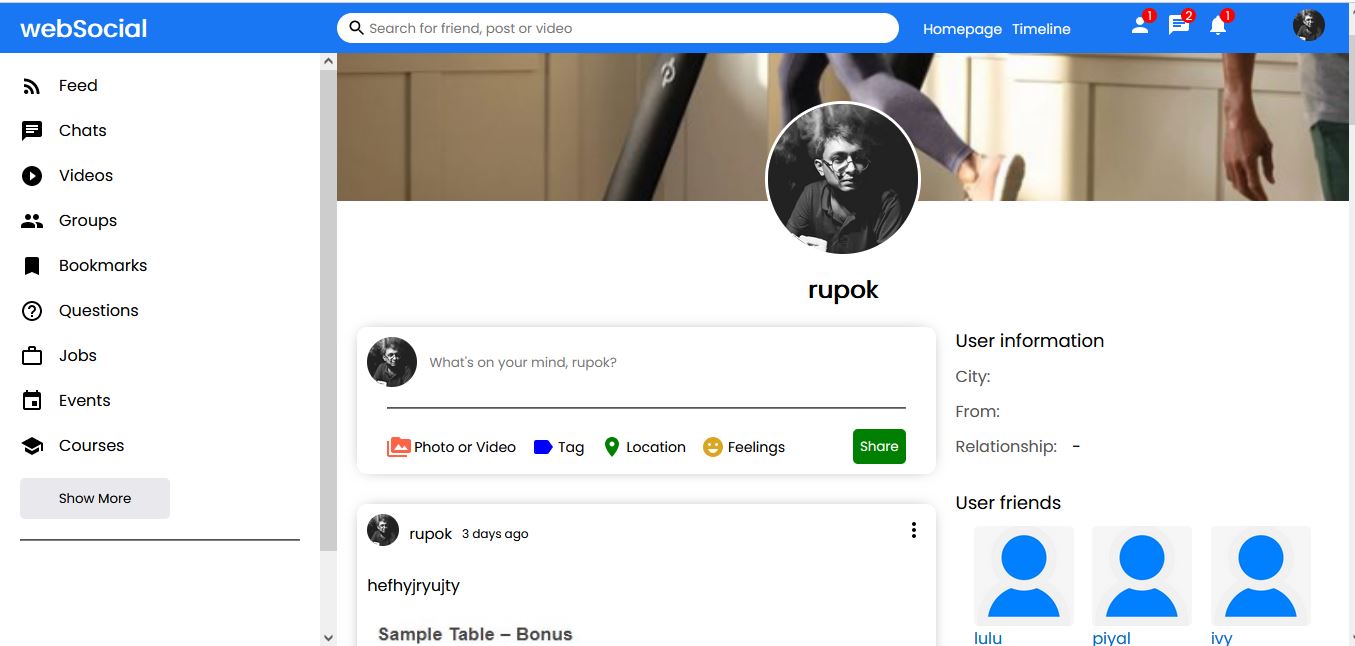 webSocial
Search for friend, post or video
Homepage Timeline
1
2
1
Feed
Chats
Videos
Groups
Bookmarks
Questions
Jobs
Events
Courses
Show More
rupok
What's on your mind, rupok?
Photo or Video Tag Location Feelings Share
rupok 3 days ago
hefhyjryujty
Sample Table – Bonus
User information
City:
From:
Relationship: -
User friends
lulu piyal ivy